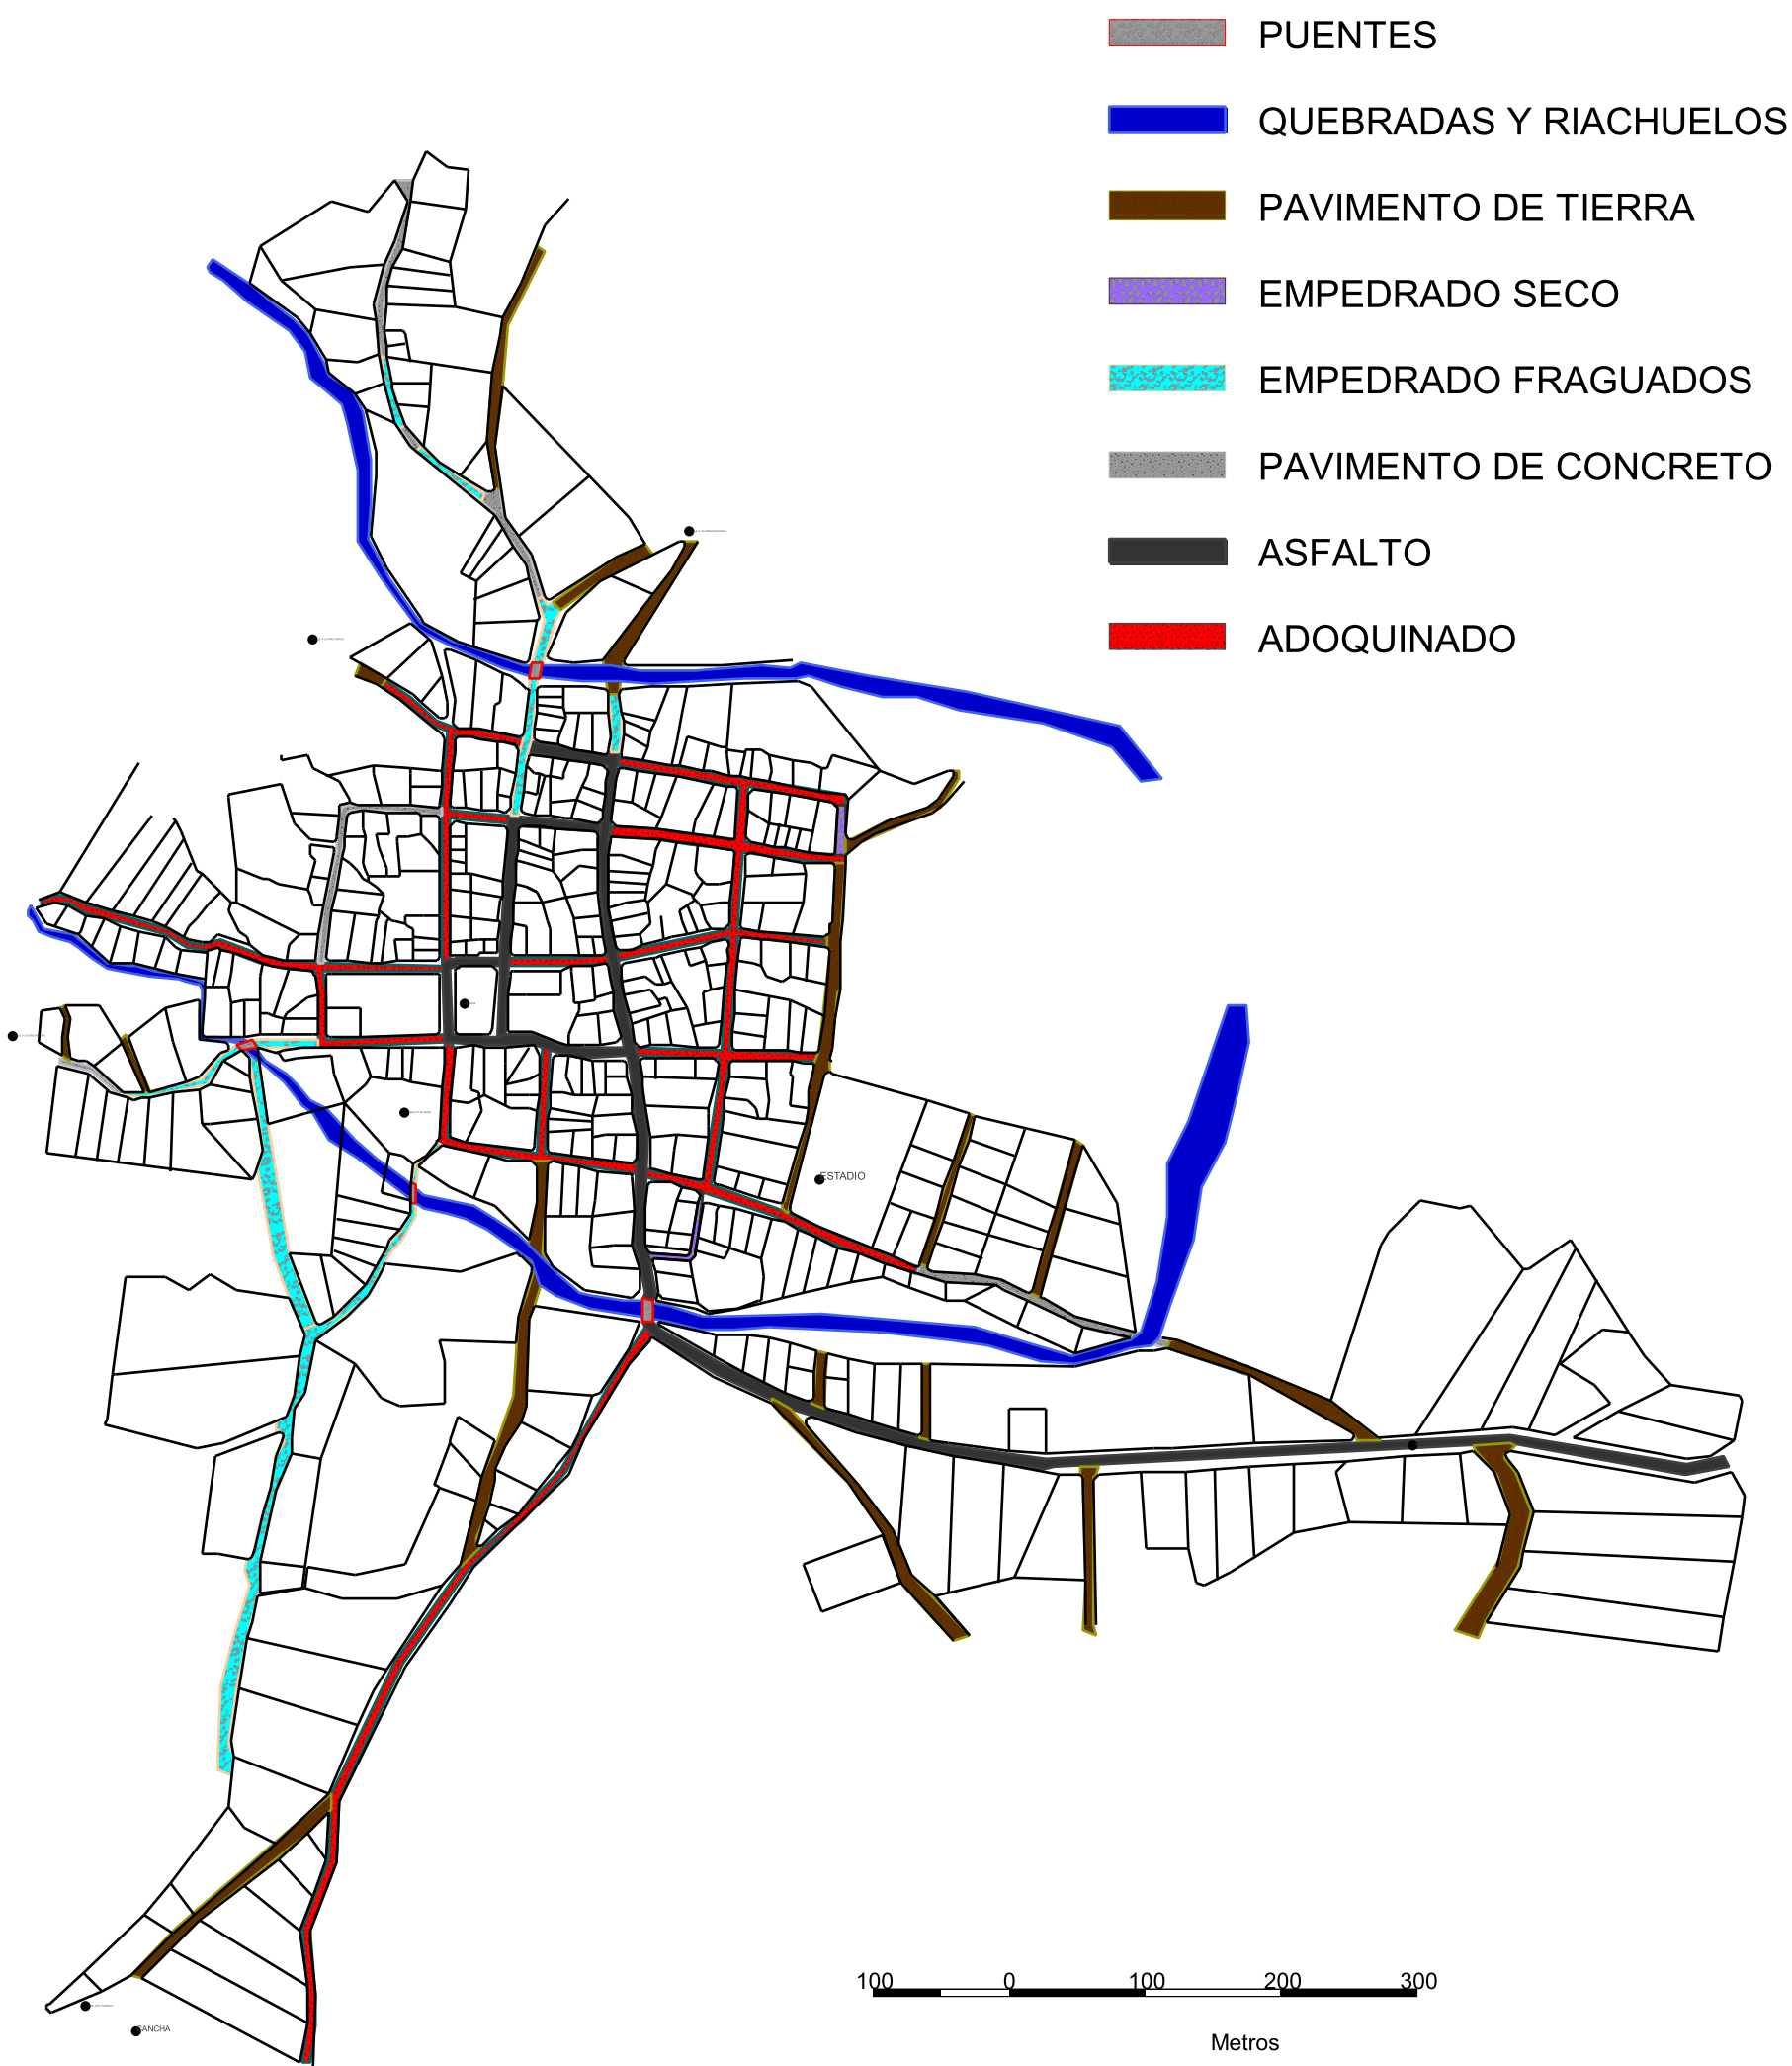 PUENTES
QUEBRADAS Y RIACHUELOS
PAVIMENTO DE TIERRA
EMPEDRADO SECO
EMPEDRADO FRAGUADOS
PAVIMENTO DE CONCRETO
ASFALTO
ADOQUINADO
ESTADIO
CANCHA
100 0 100 200 300
Metros